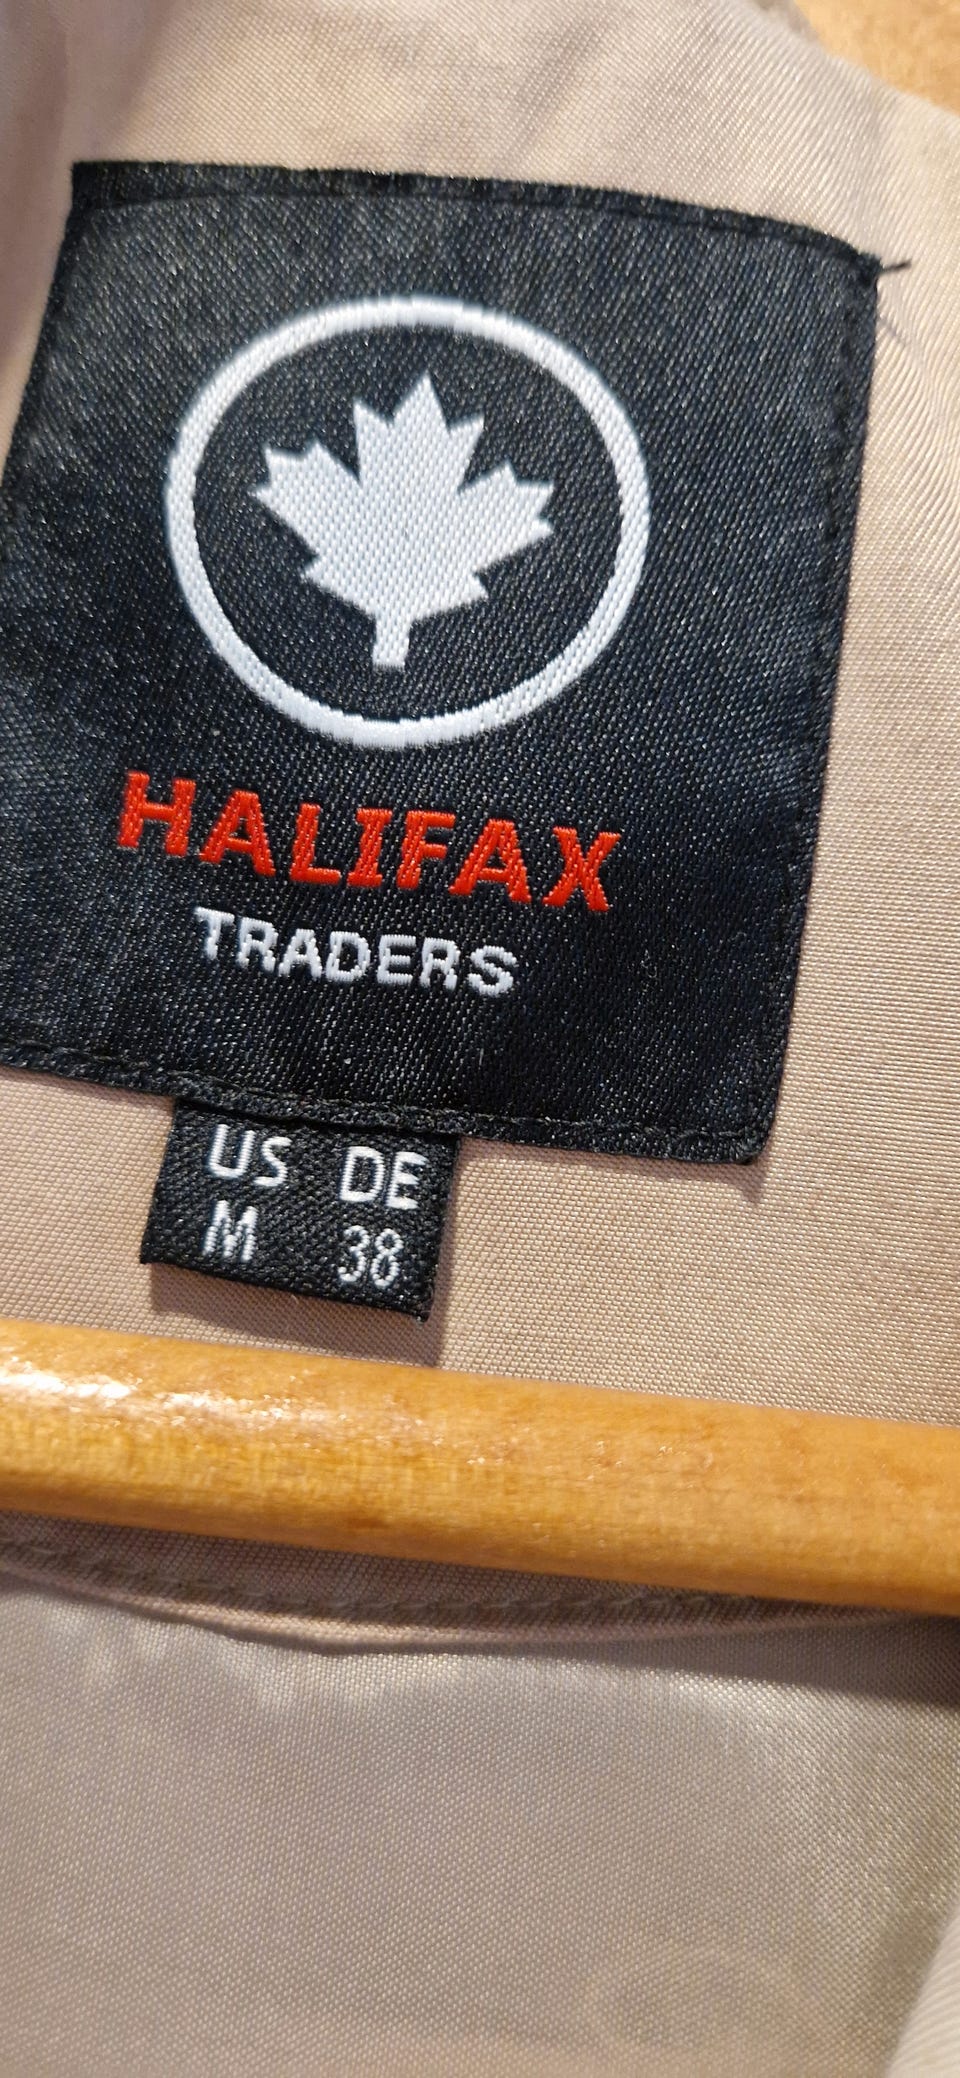 HALIFAX
TRADERS
US DE
M 38